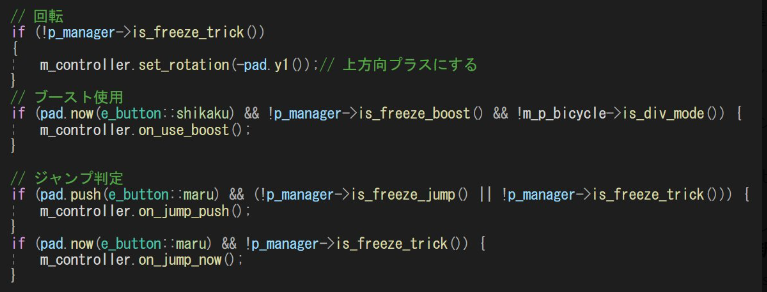 // 回転
if (!p_manager->is_freeze_trick())
{
m_controller.set_rotation(-pad.y1());// 上方向プラスにする
}
// ブースト使用
if (pad.now(e_button::shikaku) && !p_manager->is_freeze_boost() && !m_p_bicycle->is_div_mode()) {
m_controller.on_use_boost();
}
// ジャンプ判定
if (pad.push(e_button::maru) && (!p_manager->is_freeze_jump() || !p_manager->is_freeze_trick())) {
m_controller.on_jump_push();
}
if (pad.now(e_button::maru) && !p_manager->is_freeze_trick()) {
m_controller.on_jump_now();
}